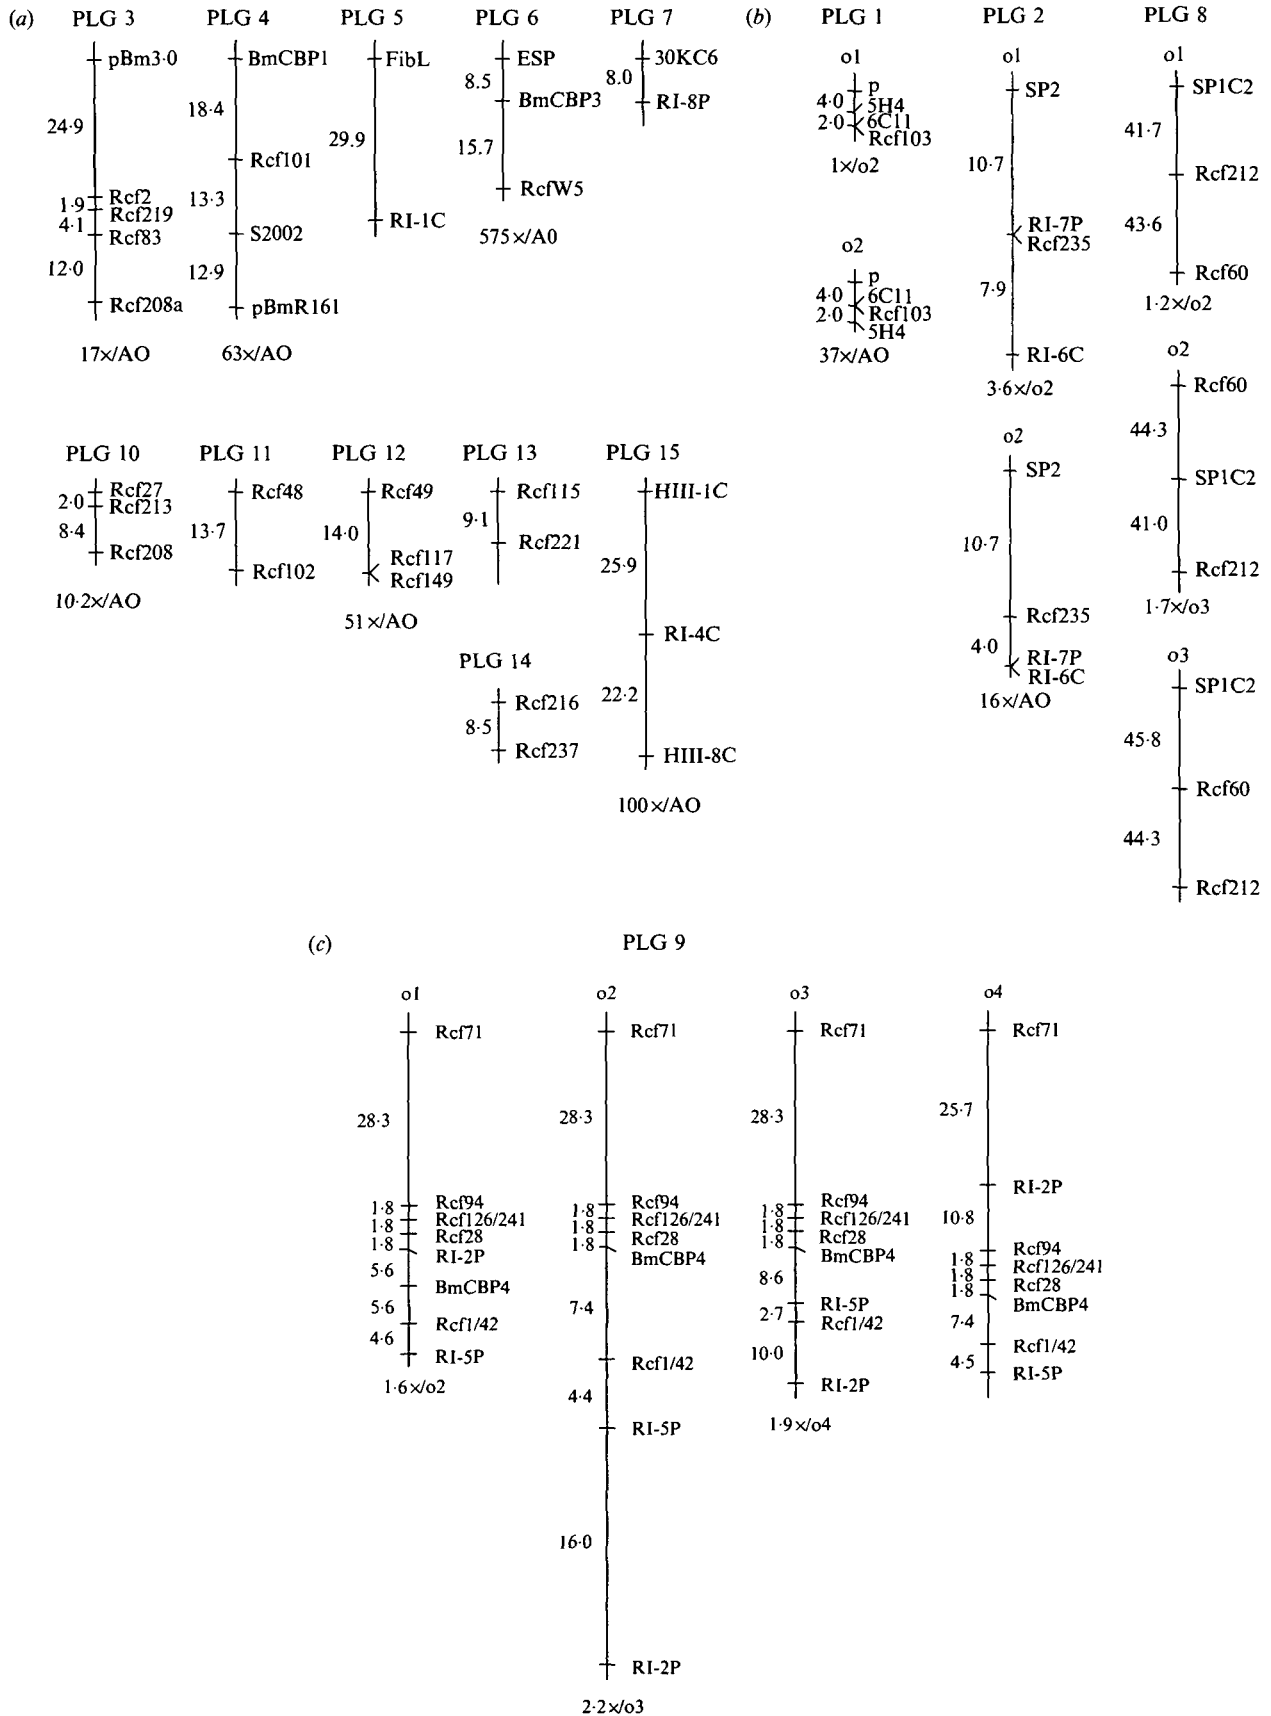 (a) PLG 3 PLG 4 PLG 5 PLG 6 PLG 7
pBm3·0
24·9
Rcf2
1·9
Rcf219
4·1
Rcf83
12·0
Rcf208a
17×/AO
BmCBP1
18·4
Rcf101
13·3
S2002
12·9
pBmR161
63×/AO
FibL
29.9
RI-1C
ESP
8.5
BmCBP3
15.7
RcfW5
575×/A0
30KC6
8.0
RI-8P
PLG 10 PLG 11 PLG 12 PLG 13 PLG 15
Rcf27
2·0
Rcf213
8·4
Rcf208
10·2×/AO
Rcf48
13·7
Rcf102
Rcf49
14·0
Rcf117
Rcf149
51×/AO
Rcf115
9·1
Rcf221
PLG 14
Rcf216
8·5
Rcf237
HIII-1C
25·9
RI-4C
22·2
HIII-8C
100×/AO
(b) PLG 1 PLG 2 PLG 8
o1
p
4·0
5H4
2·0
6C11
Rcf103
1×/o2
o2
p
4·0
6C11
2·0
Rcf103
5H4
37×/AO
o1
SP2
10·7
RI-7P
Rcf235
7·9
RI-6C
3·6×/o2
o2
SP2
10·7
Rcf235
4·0
RI-7P
RI-6C
16×/AO
o1
SP1C2
41·7
Rcf212
43·6
Rcf60
1·2×/o2
o2
Rcf60
44·3
SP1C2
41·0
Rcf212
1·7×/o3
o3
SP1C2
45·8
Rcf60
44·3
Rcf212
(c) PLG 9
o1
Rcf71
28·3
Rcf94
1·8
Rcf126/241
1·8
Rcf28
1·8
RI-2P
5·6
BmCBP4
5·6
Rcf1/42
4·6
RI-5P
1·6×/o2
o2
Rcf71
28·3
Rcf94
1·8
Rcf126/241
1·8
Rcf28
1·8
BmCBP4
7·4
Rcf1/42
4·4
RI-5P
16·0
RI-2P
2·2×/o3
o3
Rcf71
28·3
Rcf94
1·8
Rcf126/241
1·8
Rcf28
1·8
BmCBP4
8·6
RI-5P
2·7
Rcf1/42
10·0
RI-2P
1·9×/o4
o4
Rcf71
25·7
RI-2P
10·8
Rcf94
1·8
Rcf126/241
1·8
Rcf28
1·8
BmCBP4
7·4
Rcf1/42
4·5
RI-5P